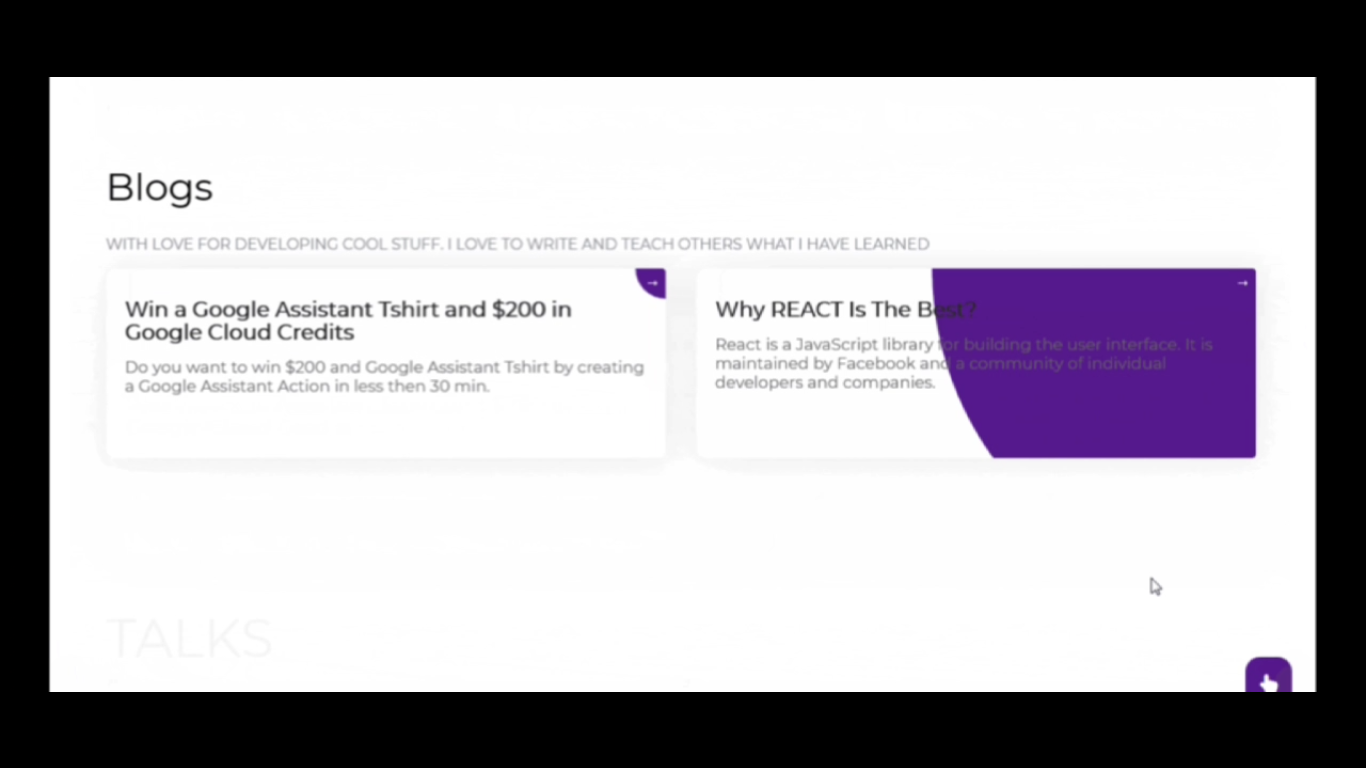 Blogs
WITH LOVE FOR DEVELOPING COOL STUFF. I LOVE TO WRITE AND TEACH OTHERS WHAT I HAVE LEARNED
→
Win a Google Assistant Tshirt and $200 in
Google Cloud Credits
Do you want to win $200 and Google Assistant Tshirt by creating
a Google Assistant Action in less then 30 min.
→
Why REACT Is The Best?
React is a JavaScript library for building the user interface. It is
maintained by Facebook and a community of individual
developers and companies.
TALKS